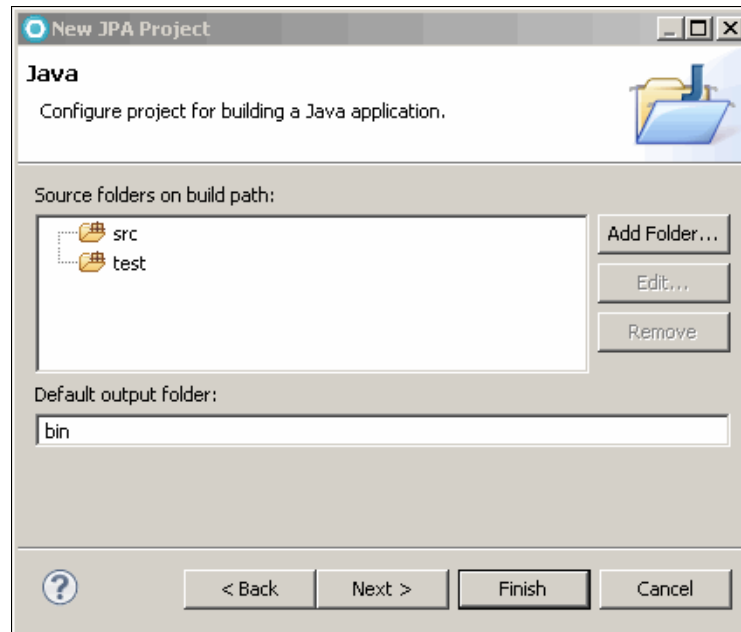 New JPA Project
Java
Configure project for building a Java application.
Source folders on build path:
src
test
Add Folder...
Edit...
Remove
Default output folder:
bin
?
< Back
Next >
Finish
Cancel